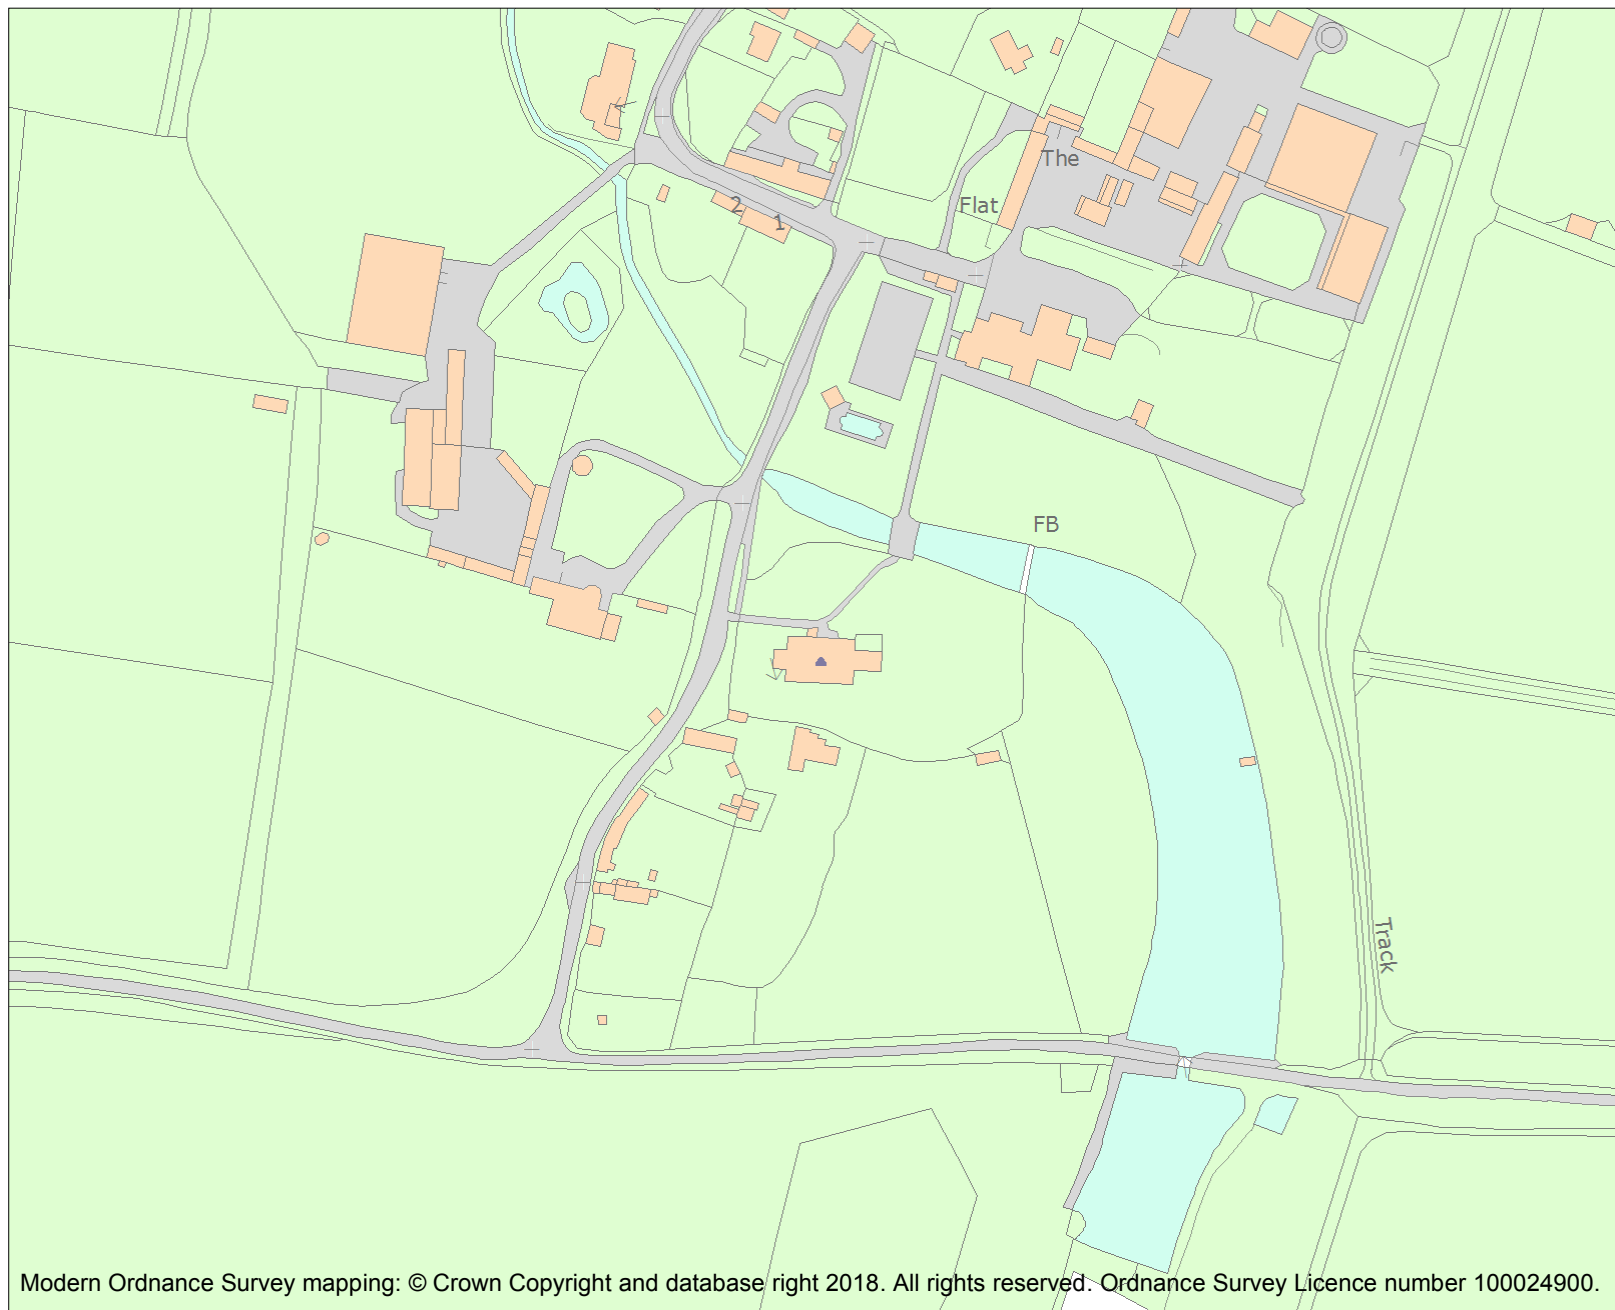 The
Flat
2
1
FB
Track
Modern Ordnance Survey mapping: © Crown Copyright and database right 2018. All rights reserved. Ordnance Survey Licence number 100024900.